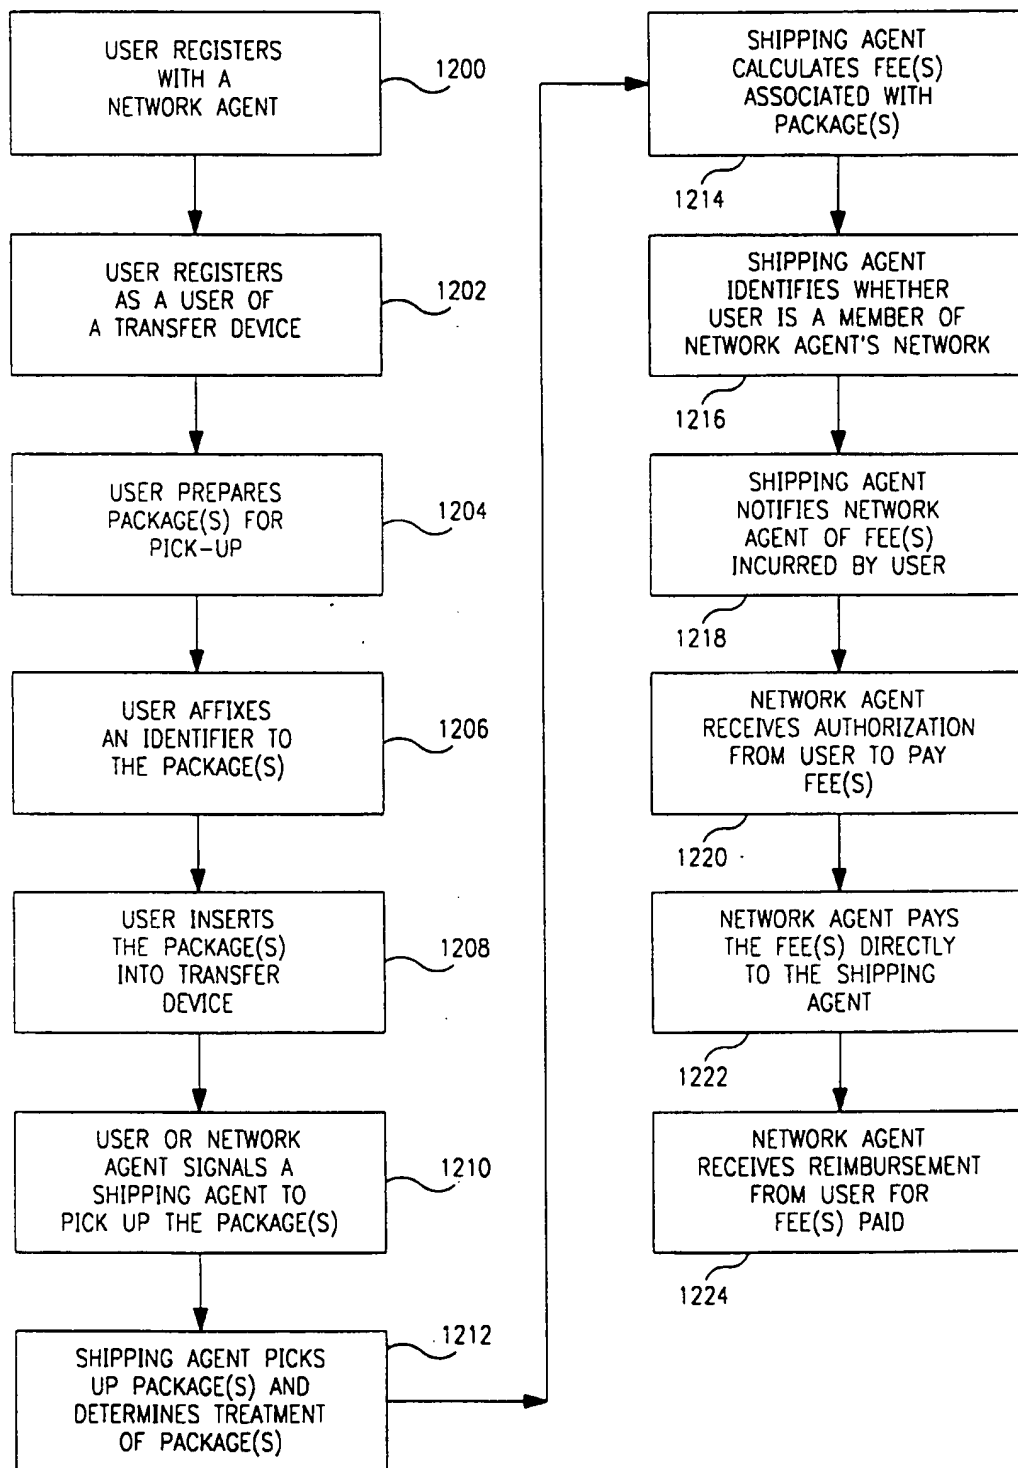 USER REGISTERS
WITH A
NETWORK AGENT
1200
USER REGISTERS
AS A USER OF
A TRANSFER DEVICE
1202
USER PREPARES
PACKAGE(S) FOR
PICK-UP
1204
USER AFFIXES
AN IDENTIFIER TO
THE PACKAGE(S)
1206
USER INSERTS
THE PACKAGE(S)
INTO TRANSFER
DEVICE
1208
USER OR NETWORK
AGENT SIGNALS A
SHIPPING AGENT TO
PICK UP THE PACKAGE(S)
1210
SHIPPING AGENT PICKS
UP PACKAGE(S) AND
DETERMINES TREATMENT
OF PACKAGE(S)
1212
SHIPPING AGENT
CALCULATES FEE(S)
ASSOCIATED WITH
PACKAGE(S)
1214
SHIPPING AGENT
IDENTIFIES WHETHER
USER IS A MEMBER OF
NETWORK AGENT'S NETWORK
1216
SHIPPING AGENT
NOTIFIES NETWORK
AGENT OF FEE(S)
INCURRED BY USER
1218
NETWORK AGENT
RECEIVES AUTHORIZATION
FROM USER TO PAY
FEE(S)
1220
NETWORK AGENT PAYS
THE FEE(S) DIRECTLY
TO THE SHIPPING
AGENT
1222
NETWORK AGENT
RECEIVES REIMBURSEMENT
FROM USER FOR
FEE(S) PAID
1224